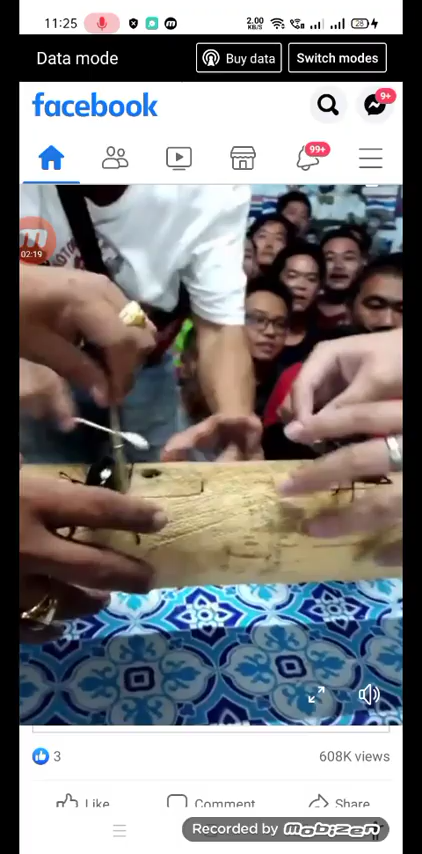 11:25 2.00 KB/S 28
Data mode Buy data Switch modes
facebook 9+
99+
02:19
3 608K views
Like Comment Share
Recorded by MOBIZEN